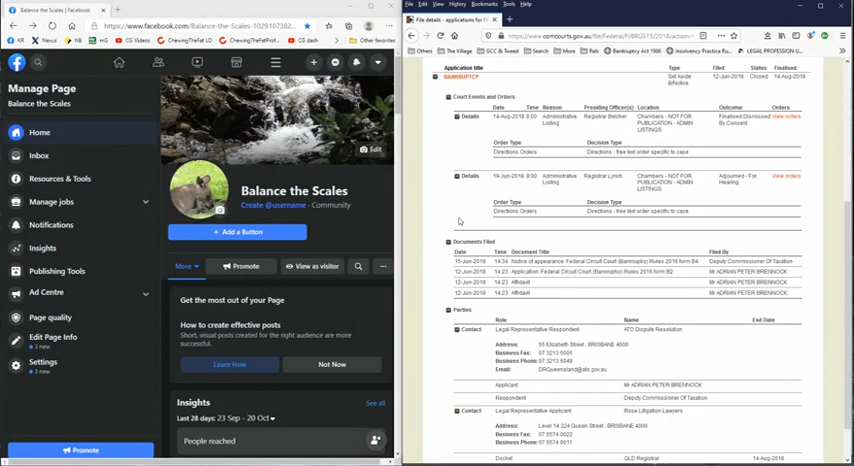 Balance the Scales | Facebook
https://www.facebook.com/Balance-the-Scales-1029107382
KR Nexus NB mG CG Videos ChewingTheFat LO CG dash Other favorites
Manage Page
Balance the Scales
Home
Inbox
Resources & Tools
Manage jobs
Notifications
Insights
Publishing Tools
Ad Centre
Page quality
Edit Page Info
3 new
Settings
3 new
Promote
Edit
Balance the Scales
Create @username · Community
+ Add a Button
More
Promote
View as visitor
Get the most out of your Page
How to create effective posts
Short, visual posts created for the right audience are more
successful.
Learn How
Not Now
Insights
See all
Last 28 days: 23 Sep - 20 Oct
People reached
File Edit View History Bookmarks Tools Help
File details - applications for fi
https://www.comcourts.gov.au/file/Federal/P/BRG573/2018/action
Others The Village GCC & Tweed Search More Rats Bankruptcy Act 1966 Insolvency Practice LEGAL PROFESSION
Application title Type Filed Status Finalised
BANKRUPTCY Set Aside 12-Jun-2018 Closed 14-Aug-2018
B/Notice
Court Events and Orders
Date Time Reason Presiding Officer(s) Location Outcome Orders
Details 14-Aug-2018 8:00 Administrative Registrar Belcher Chambers - NOT FOR Finalised Dismissed View orders
Listing PUBLICATION - ADMIN By Consent
LISTINGS
Order Type Decision Type
Directions Orders Directions - free text order specific to case
Details 19-Jun-2018 9:00 Administrative Registrar Lynch Chambers - NOT FOR Adjourned - For View orders
Listing PUBLICATION - ADMIN Hearing
LISTINGS
Order Type Decision Type
Directions Orders Directions - free text order specific to case
Documents Filed
Date Time Document Title Filed By
15-Jun-2018 14:34 Notice of appearance: Federal Circuit Court (Bankruptcy) Rules 2016 form B4 Deputy Commissioner Of Taxation
12-Jun-2018 14:23 Application: Federal Circuit Court (Bankruptcy) Rules 2016 form B2 Mr ADRIAN PETER BRENNOCK
12-Jun-2018 14:23 Affidavit Mr ADRIAN PETER BRENNOCK
12-Jun-2018 14:23 Affidavit Mr ADRIAN PETER BRENNOCK
Parties
Role Name End Date
Contact Legal Representative Respondent ATO Dispute Resolution
Address: 55 Elizabeth Street, BRISBANE 4000
Business Fax: 07 3213 5005
Business Phone: 07 3213 6049
Email: DRQueensland@ato.gov.au
Applicant Mr ADRIAN PETER BRENNOCK
Respondent Deputy Commissioner Of Taxation
Contact Legal Representative Applicant Rose Litigation Lawyers
Address: Level 14 324 Queen Street, BRISBANE 4000
Business Fax: 07 5574 0022
Business Phone: 07 5574 0011
Docket QLD Registrar 14-Aug-2018